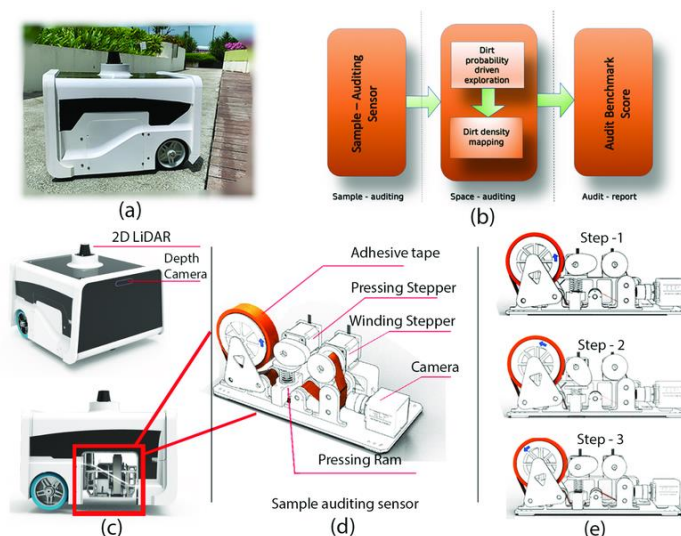 (a)
Sample – Auditing
Sensor
Dirt
probability
driven
exploration
Dirt density
mapping
Audit Benchmark
Score
Sample - auditing
Space - auditing
Audit - report
(b)
2D LiDAR
Depth
Camera
(c)
Adhesive tape
Pressing Stepper
Winding Stepper
Camera
Pressing Ram
Sample auditing sensor
(d)
Step -1
Step - 2
Step - 3
(e)